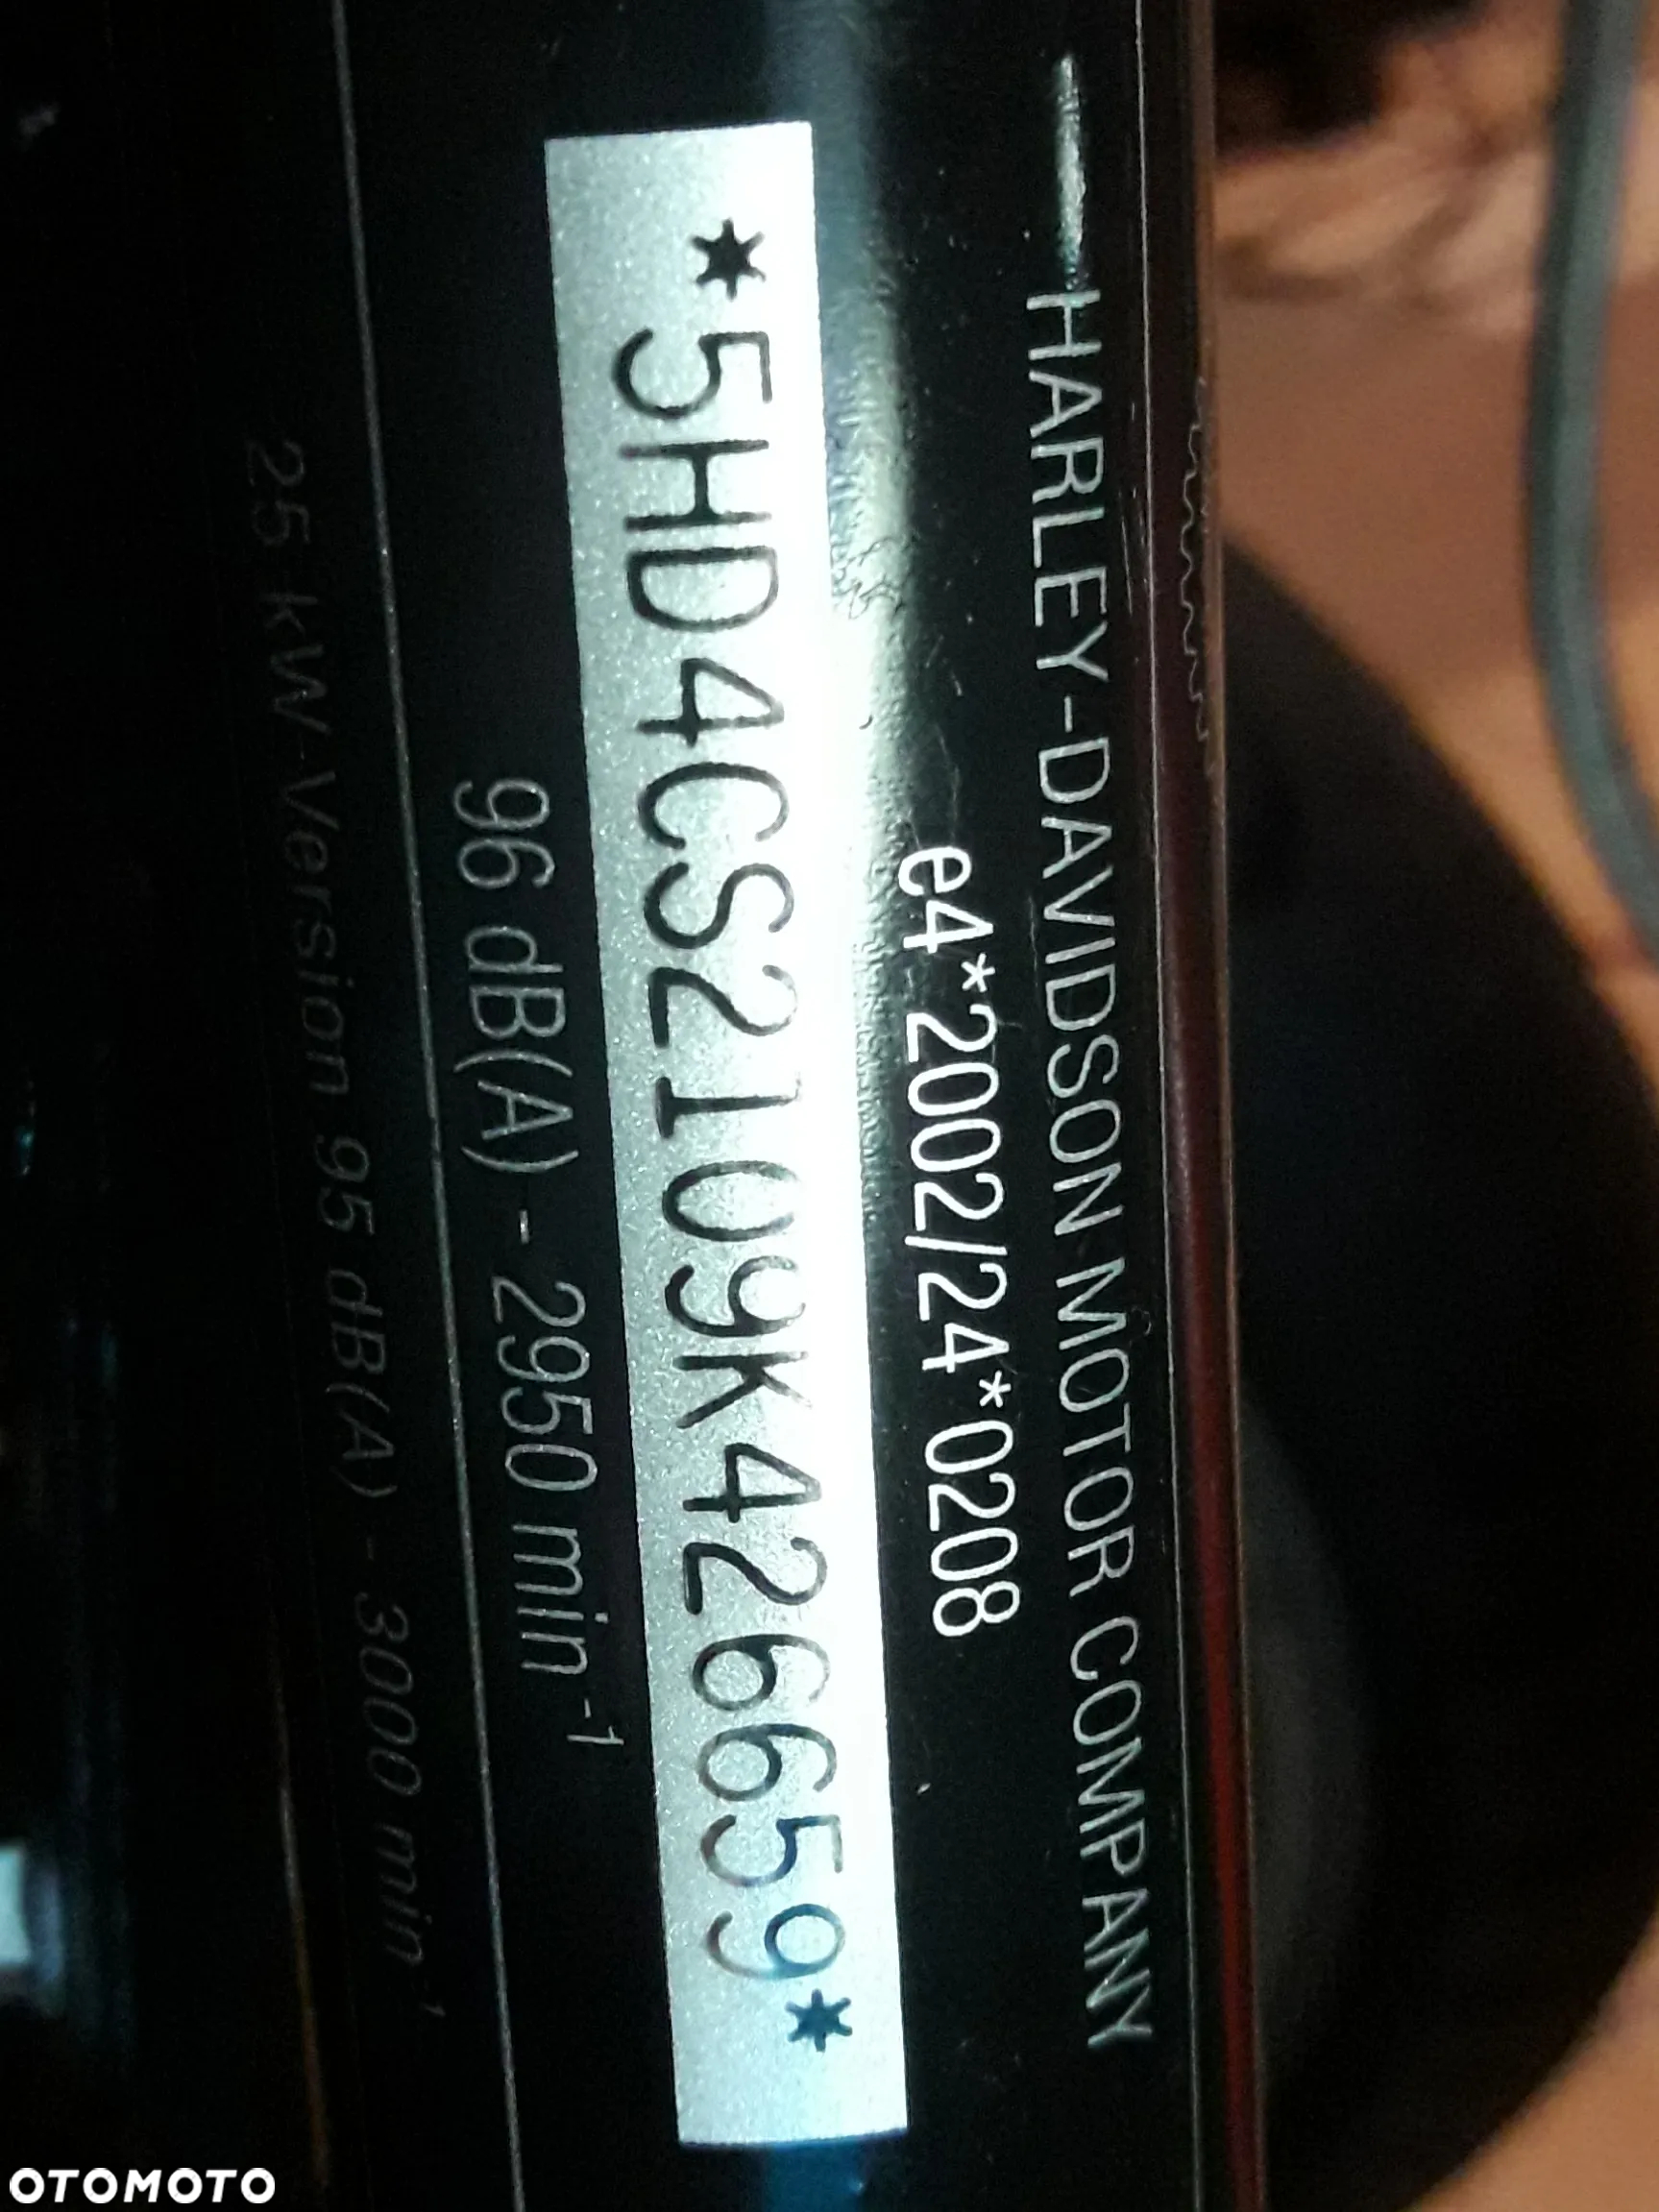 HARLEY-DAVIDSON MOTOR COMPANY
e4*2002/24*0208
*5HD4CS2109K426659*
96 dB(A) - 2950 min-1
25 kW-Version 95 dB(A) - 3000 min-1
OTOMOTO